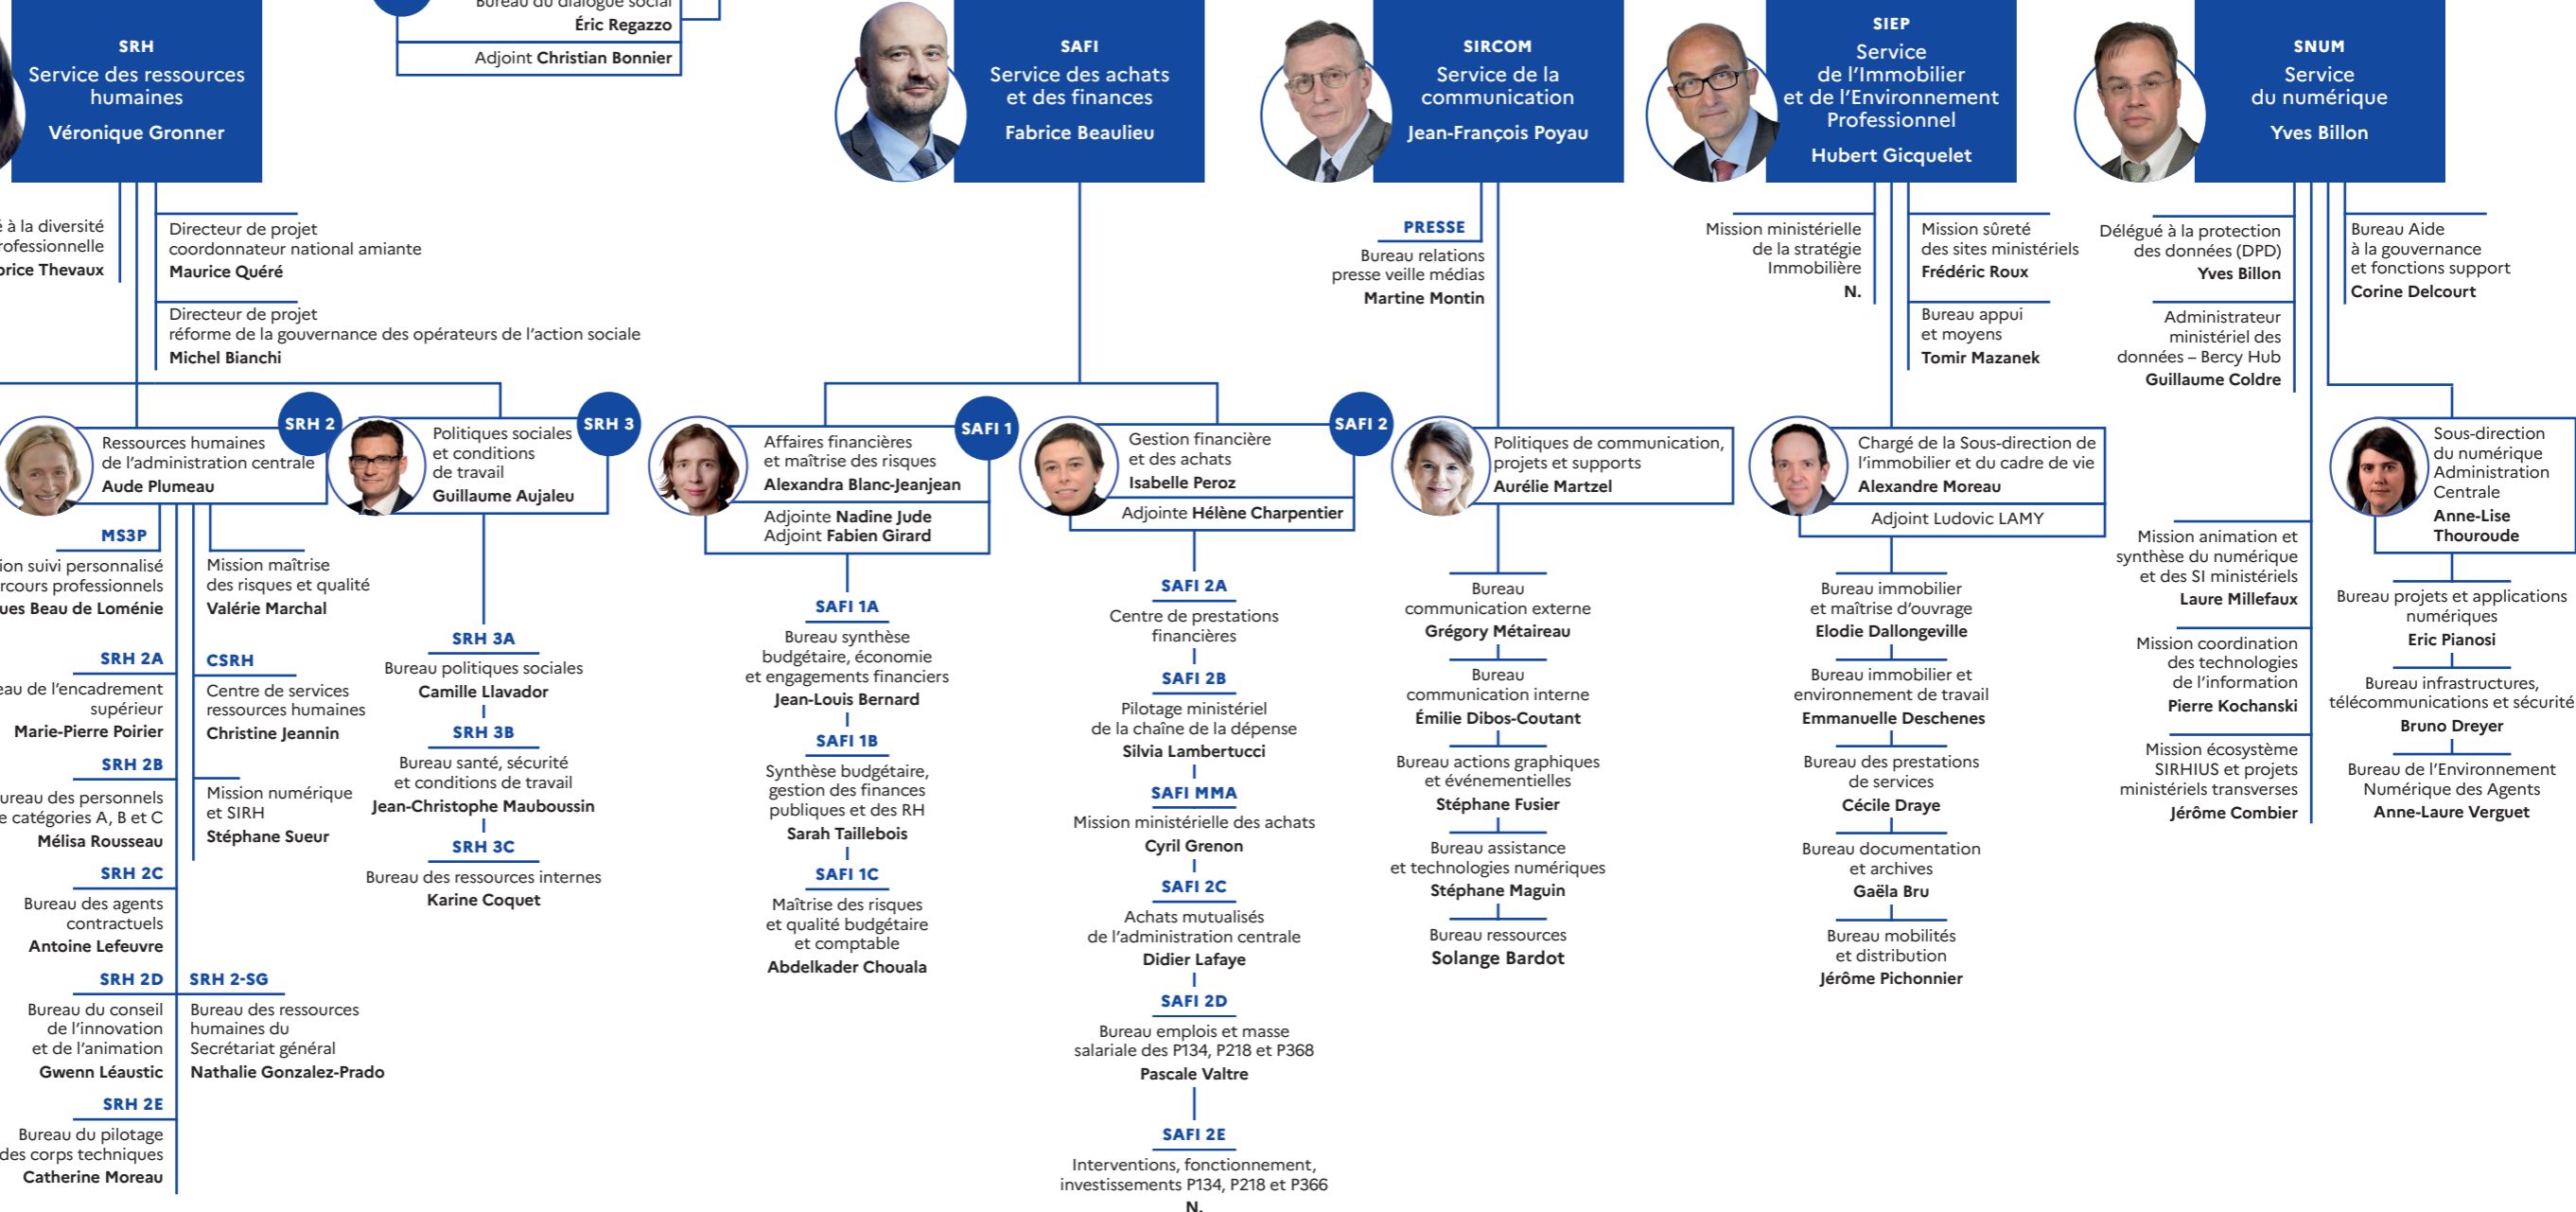 SRH
Service des ressources
humaines
Véronique Gronner
Bureau du dialogue social
Éric Regazzo
Adjoint Christian Bonnier
SAFI
Service des achats
et des finances
Fabrice Beaulieu
SIRCOM
Service de la
communication
Jean-François Poyau
SIEP
Service
de l'Immobilier
et de l'Environnement
Professionnel
Hubert Gicquelet
SNUM
Service
du numérique
Yves Billon
à la diversité
Thevaux
Directeur de projet
coordonnateur national amiante
Maurice Quéré
Directeur de projet
réforme de la gouvernance des opérateurs de l'action sociale
Michel Bianchi
PRESSE
Bureau relations
presse veille médias
Martine Montin
Mission ministérielle
de la stratégie
Immobilière
N.
Mission sûreté
des sites ministériels
Frédéric Roux
Bureau appui
et moyens
Tomir Mazanek
Délégué à la protection
des données (DPD)
Yves Billon
Administrateur
ministériel des
données – Bercy Hub
Guillaume Coldre
Bureau Aide
à la gouvernance
et fonctions support
Corine Delcourt
SRH 2
Ressources humaines
de l'administration centrale
Aude Plumeau
MS3P
suivi personnalisé
professionnels
Beau de Loménie
Mission maîtrise
des risques et qualité
Valérie Marchal
SRH 2A
de l'encadrement
supérieur
Marie-Pierre Poirier
CSRH
Centre de services
ressources humaines
Christine Jeannin
SRH 2B
des personnels
catégories A, B et C
Mélisa Rousseau
Mission numérique
et SIRH
Stéphane Sueur
SRH 2C
Bureau des agents
contractuels
Antoine Lefeuvre
SRH 2D
Bureau du conseil
de l'innovation
et de l'animation
Gwenn Léaustic
SRH 2-SG
Bureau des ressources
humaines du
Secrétariat général
Nathalie Gonzalez-Prado
SRH 2E
Bureau du pilotage
des corps techniques
Catherine Moreau
SRH 3
Politiques sociales
et conditions
de travail
Guillaume Aujaleu
SRH 3A
Bureau politiques sociales
Camille Llavador
SRH 3B
Bureau santé, sécurité
et conditions de travail
Jean-Christophe Mauboussin
SRH 3C
Bureau des ressources internes
Karine Coquet
SAFI 1
Affaires financières
et maîtrise des risques
Alexandra Blanc-Jeanjean
Adjointe Nadine Jude
Adjoint Fabien Girard
SAFI 1A
Bureau synthèse
budgétaire, économie
et engagements financiers
Jean-Louis Bernard
SAFI 1B
Synthèse budgétaire,
gestion des finances
publiques et des RH
Sarah Taillebois
SAFI 1C
Maîtrise des risques
et qualité budgétaire
et comptable
Abdelkader Chouala
SAFI 2
Gestion financière
et des achats
Isabelle Peroz
Adjointe Hélène Charpentier
SAFI 2A
Centre de prestations
financières
SAFI 2B
Pilotage ministériel
de la chaîne de la dépense
Silvia Lambertucci
SAFI MMA
Mission ministérielle des achats
Cyril Grenon
SAFI 2C
Achats mutualisés
de l'administration centrale
Didier Lafaye
SAFI 2D
Bureau emplois et masse
salariale des P134, P218 et P368
Pascale Valtre
SAFI 2E
Interventions, fonctionnement,
investissements P134, P218 et P366
N.
Politiques de communication,
projets et supports
Aurélie Martzel
Bureau
communication externe
Grégory Métaireau
Bureau
communication interne
Émilie Dibos-Coutant
Bureau actions graphiques
et événementielles
Stéphane Fusier
Bureau assistance
et technologies numériques
Stéphane Maguin
Bureau ressources
Solange Bardot
Chargé de la Sous-direction de
l'immobilier et du cadre de vie
Alexandre Moreau
Adjoint Ludovic LAMY
Bureau immobilier
et maîtrise d'ouvrage
Elodie Dallongeville
Bureau immobilier et
environnement de travail
Emmanuelle Deschenes
Bureau des prestations
de services
Cécile Draye
Bureau documentation
et archives
Gaëla Bru
Bureau mobilités
et distribution
Jérôme Pichonnier
Mission animation et
synthèse du numérique
et des SI ministériels
Laure Millefaux
Mission coordination
des technologies
de l'information
Pierre Kochanski
Mission écosystème
SIRHIUS et projets
ministériels transverses
Jérôme Combier
Sous-direction
du numérique
Administration
Centrale
Anne-Lise
Thouroude
Bureau projets et applications
numériques
Eric Pianosi
Bureau infrastructures,
télécommunications et sécurité
Bruno Dreyer
Bureau de l'Environnement
Numérique des Agents
Anne-Laure Verguet